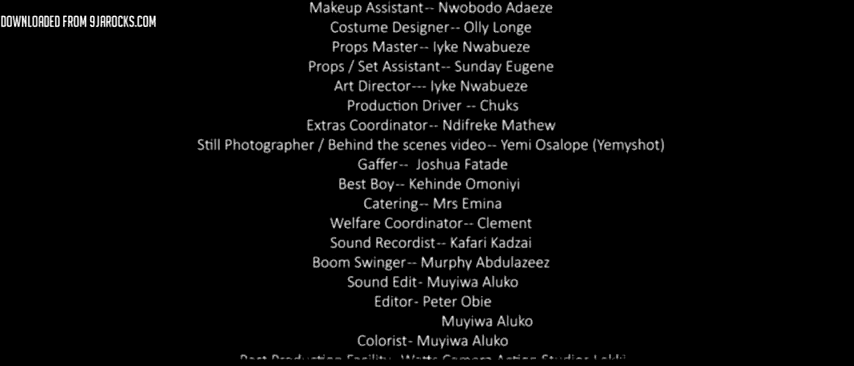 Makeup Assistant-- Nwobodo Adaeze
DOWNLOADED FROM 9JAROCKS.COM
Costume Designer-- Olly Longe
Props Master-- Iyke Nwabueze
Props / Set Assistant-- Sunday Eugene
Art Director--- Iyke Nwabueze
Production Driver -- Chuks
Extras Coordinator-- Ndifreke Mathew
Still Photographer / Behind the scenes video-- Yemi Osalope (Yemyshot)
Gaffer-- Joshua Fatade
Best Boy-- Kehinde Omoniyi
Catering-- Mrs Emina
Welfare Coordinator-- Clement
Sound Recordist-- Kafari Kadzai
Boom Swinger-- Murphy Abdulazeez
Sound Edit- Muyiwa Aluko
Editor- Peter Obie
Muyiwa Aluko
Colorist- Muyiwa Aluko